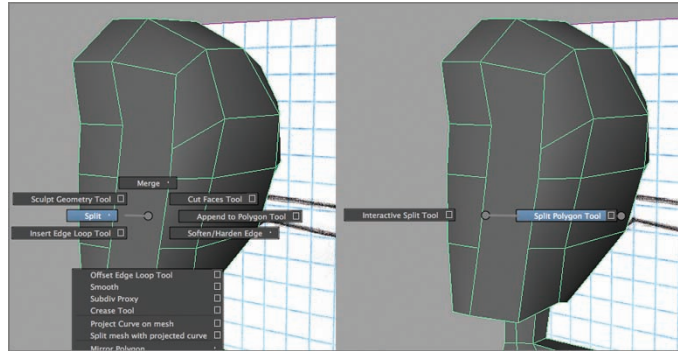 Merge
Sculpt Geometry Tool
Cut Faces Tool
Split
Append to Polygon Tool
Insert Edge Loop Tool
Soften/Harden Edge
Offset Edge Loop Tool
Smooth
Subdiv Proxy
Crease Tool
Project Curve on mesh
Split mesh with projected curve
Mirror Polygon
Interactive Split Tool
Split Polygon Tool